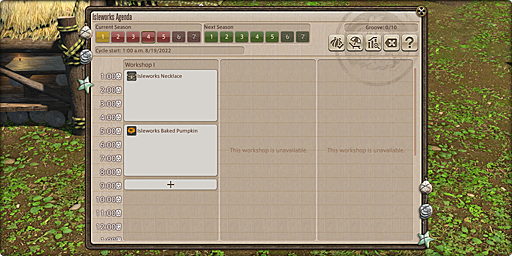 Isleworks Agenda
Current Season
Next Season
Groove: 0/10
1 2 3 4 5 6 7
1 2 3 4 5 6 7
Cycle start: 1:00 a.m. 8/19/2022
Workshop I
1:00
Isleworks Necklace
2:00
3:00
4:00
5:00
Isleworks Baked Pumpkin
6:00
This workshop is unavailable.
This workshop is unavailable.
7:00
8:00
9:00
+
10:00
11:00
12:00
1:00